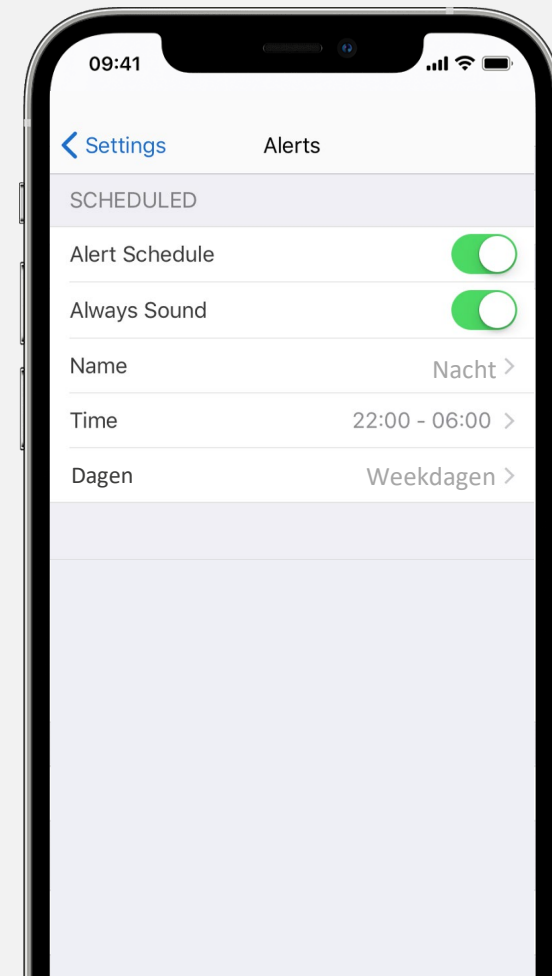 09:41
Settings Alerts
SCHEDULED
Alert Schedule
Always Sound
Name Nacht
Time 22:00 - 06:00
Dagen Weekdagen